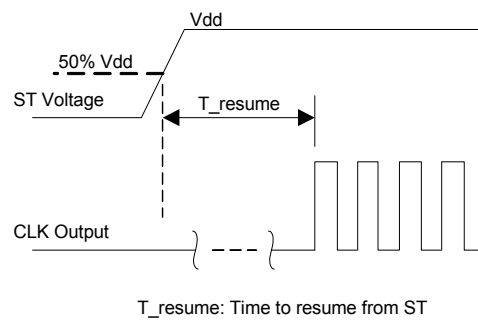 Vdd
50% Vdd
T_resume
ST Voltage
CLK Output
T_resume: Time to resume from ST